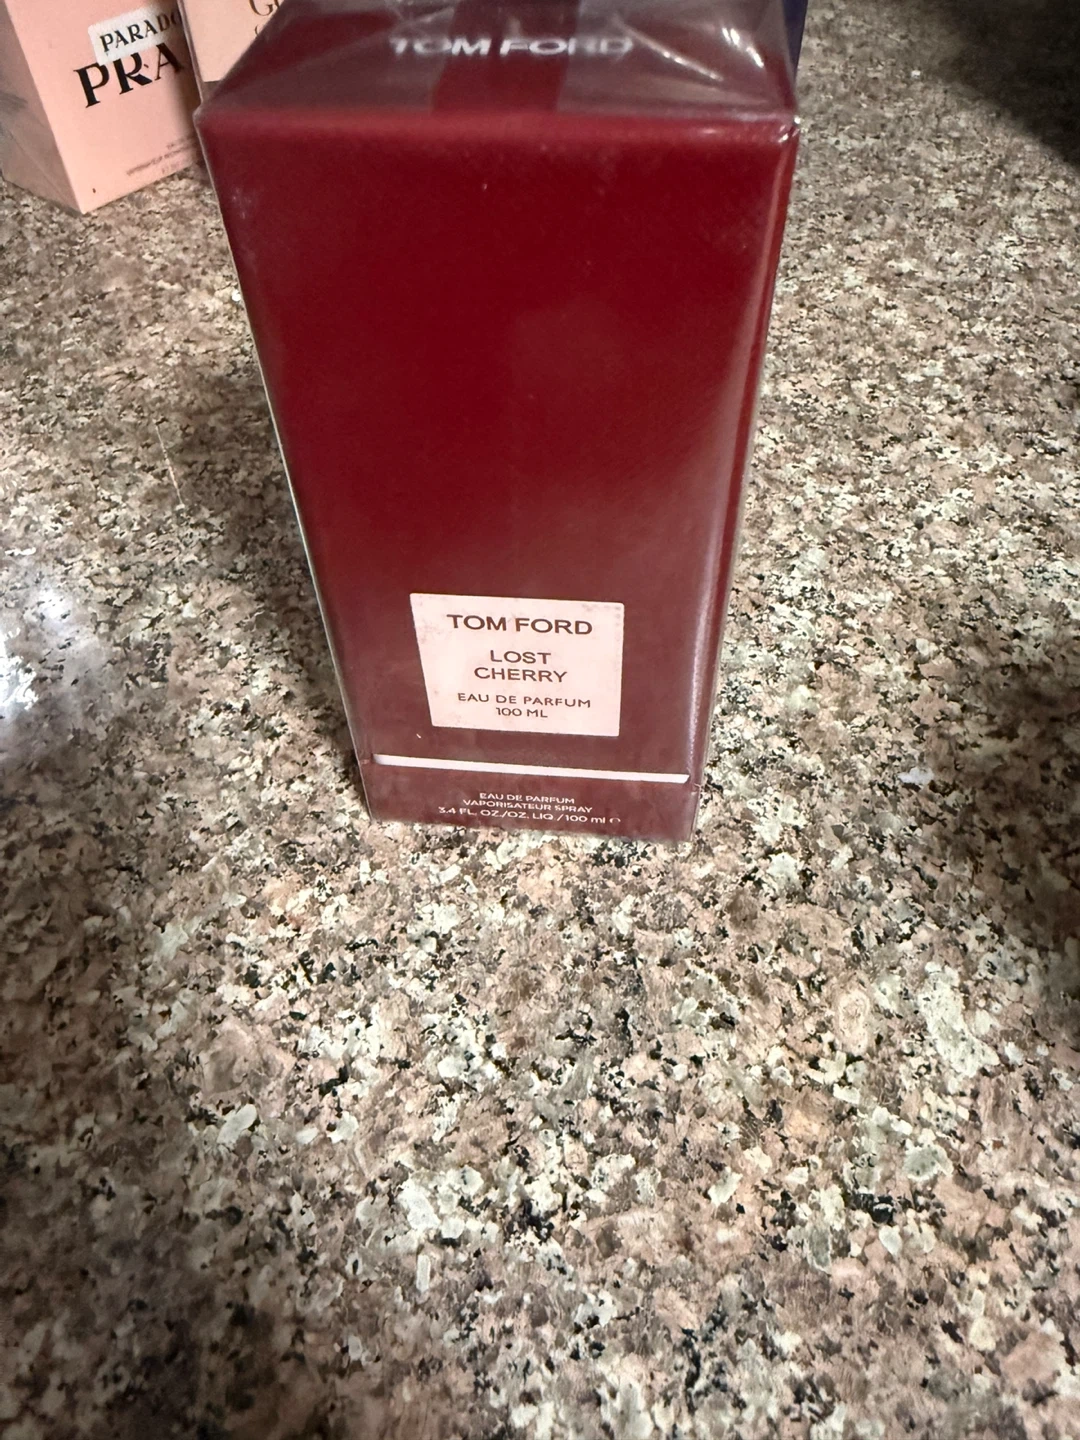 PARADO
PRA
G
TOM FORD
TOM FORD
LOST
CHERRY
EAU DE PARFUM
100 ML
EAU DE PARFUM
VAPORISATEUR SPRAY
3.4 FL. OZ./OZ. LIQ / 100 ml ℮